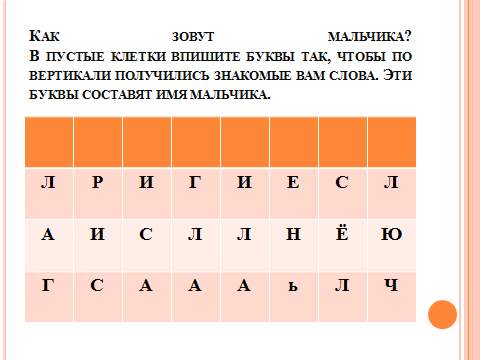 Как зовут мальчика?
В пустые клетки впишите буквы так, чтобы по
вертикали получились знакомые вам слова. Эти
буквы составят имя мальчика.
Л Р И Г И Е С Л
А И С Л Л Н Ё Ю
Г С А А А ь Л Ч